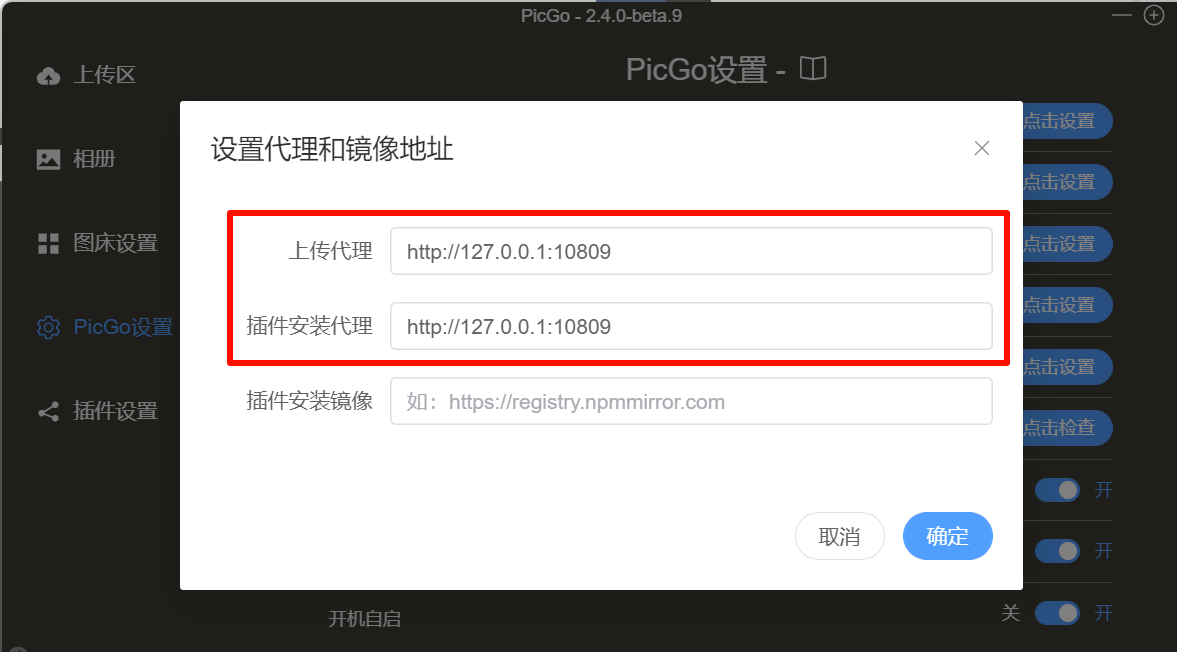 PicGo - 2.4.0-beta.9
上传区
PicGo设置 -
点击设置
设置代理和镜像地址
相册
点击设置
图床设置
上传代理
http://127.0.0.1:10809
点击设置
点击设置
PicGo设置
插件安装代理
http://127.0.0.1:10809
点击设置
插件设置
插件安装镜像
如：https://registry.npmmirror.com
点击检查
开
取消
确定
开
开机自启
关
开